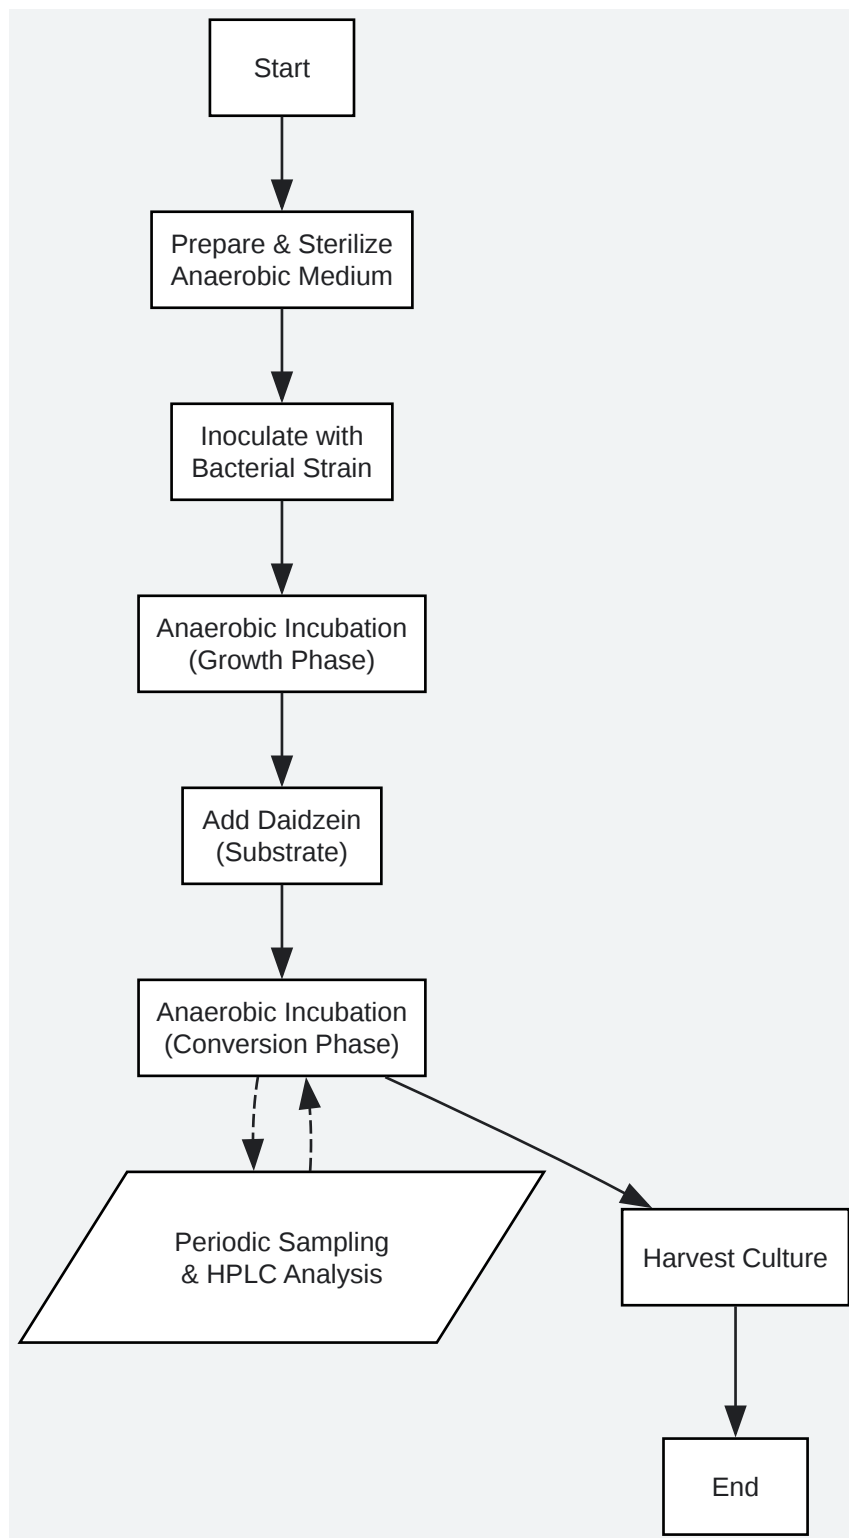 Start
Prepare & Sterilize
Anaerobic Medium
Inoculate with
Bacterial Strain
Anaerobic Incubation
(Growth Phase)
Add Daidzein
(Substrate)
Anaerobic Incubation
(Conversion Phase)
Periodic Sampling
& HPLC Analysis
Harvest Culture
End